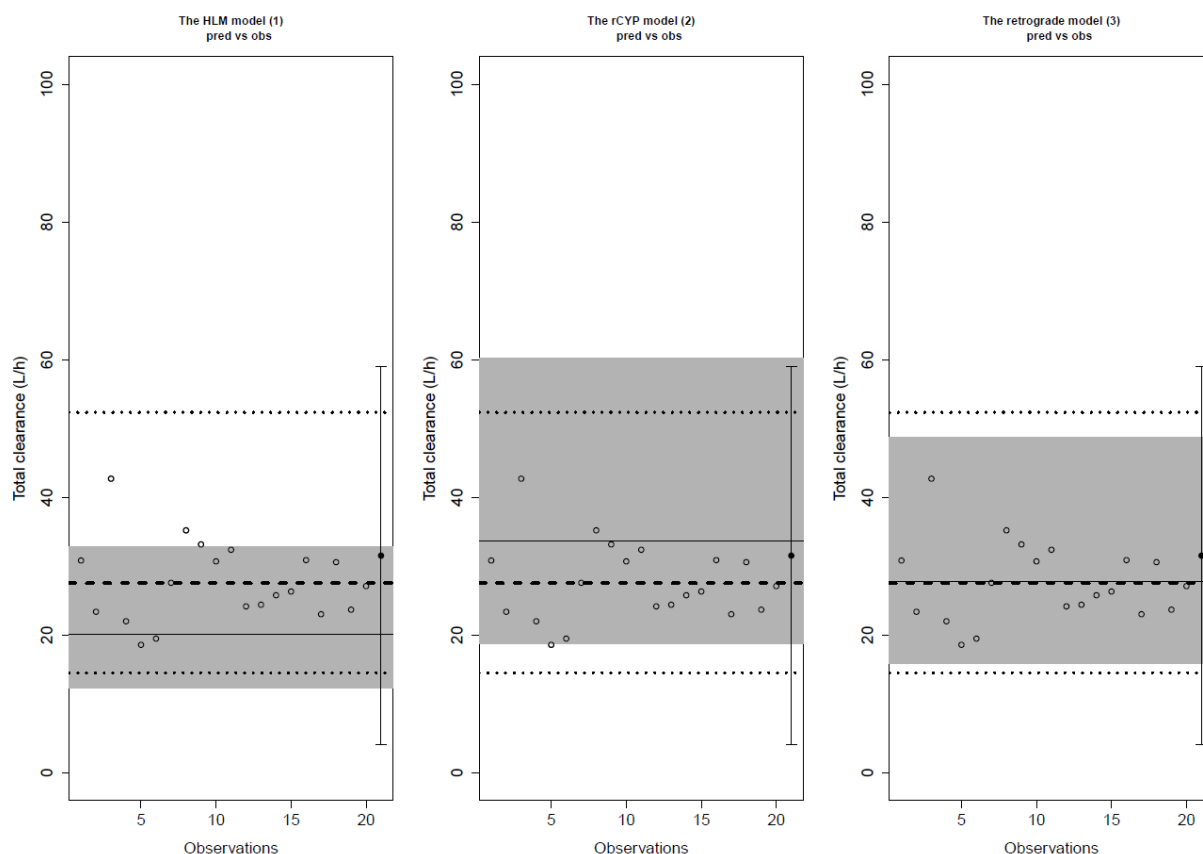 The HLM model (1)
pred vs obs
Total clearance (L/h)
100
80
60
40
20
0
5
10
15
20
Observations
The rCYP model (2)
pred vs obs
Total clearance (L/h)
100
80
60
40
20
0
5
10
15
20
Observations
The retrograde model (3)
pred vs obs
Total clearance (L/h)
100
80
60
40
20
0
5
10
15
20
Observations